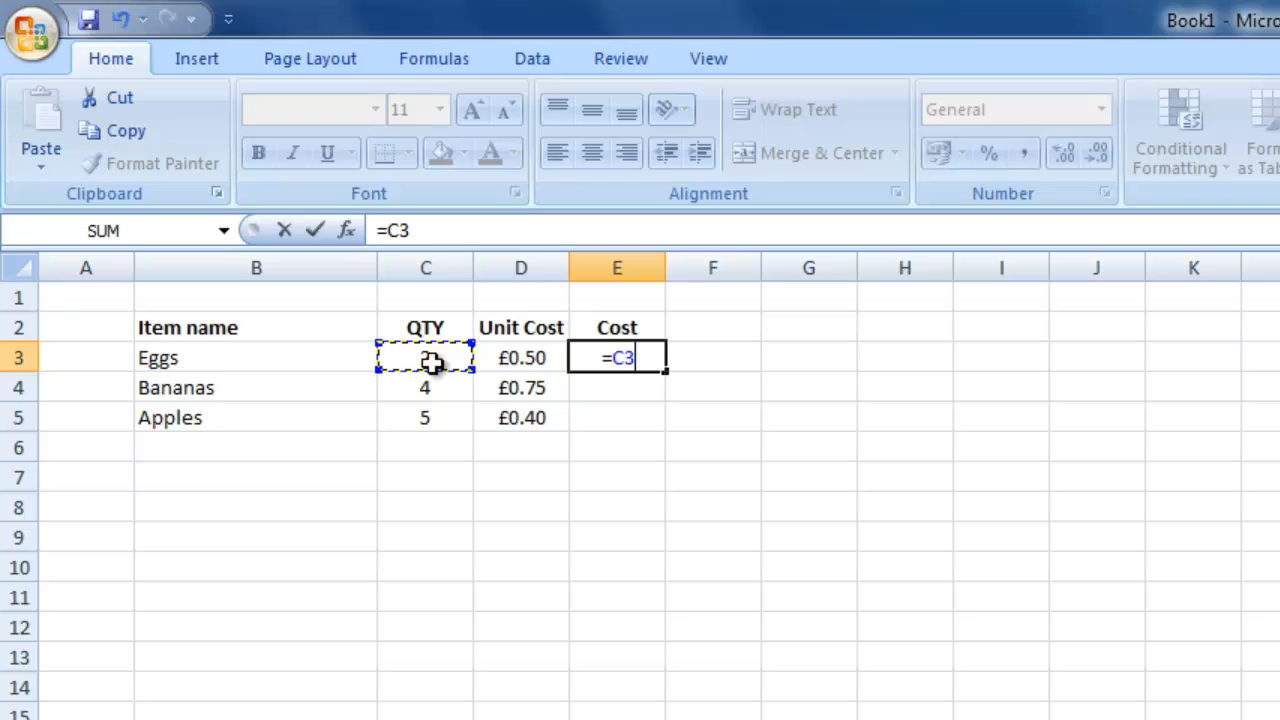 Book1 - Micro
Home Insert Page Layout Formulas Data Review View
Cut
Copy
Format Painter
Paste
11
Wrap Text
Merge & Center
General
Conditional Formatting
as Tab
Clipboard Font Alignment Number
SUM =C3
A B C D E F G H I J K
1
2 Item name QTY Unit Cost Cost
3 Eggs £0.50 =C3
4 Bananas 4 £0.75
5 Apples 5 £0.40
6
7
8
9
10
11
12
13
14
15